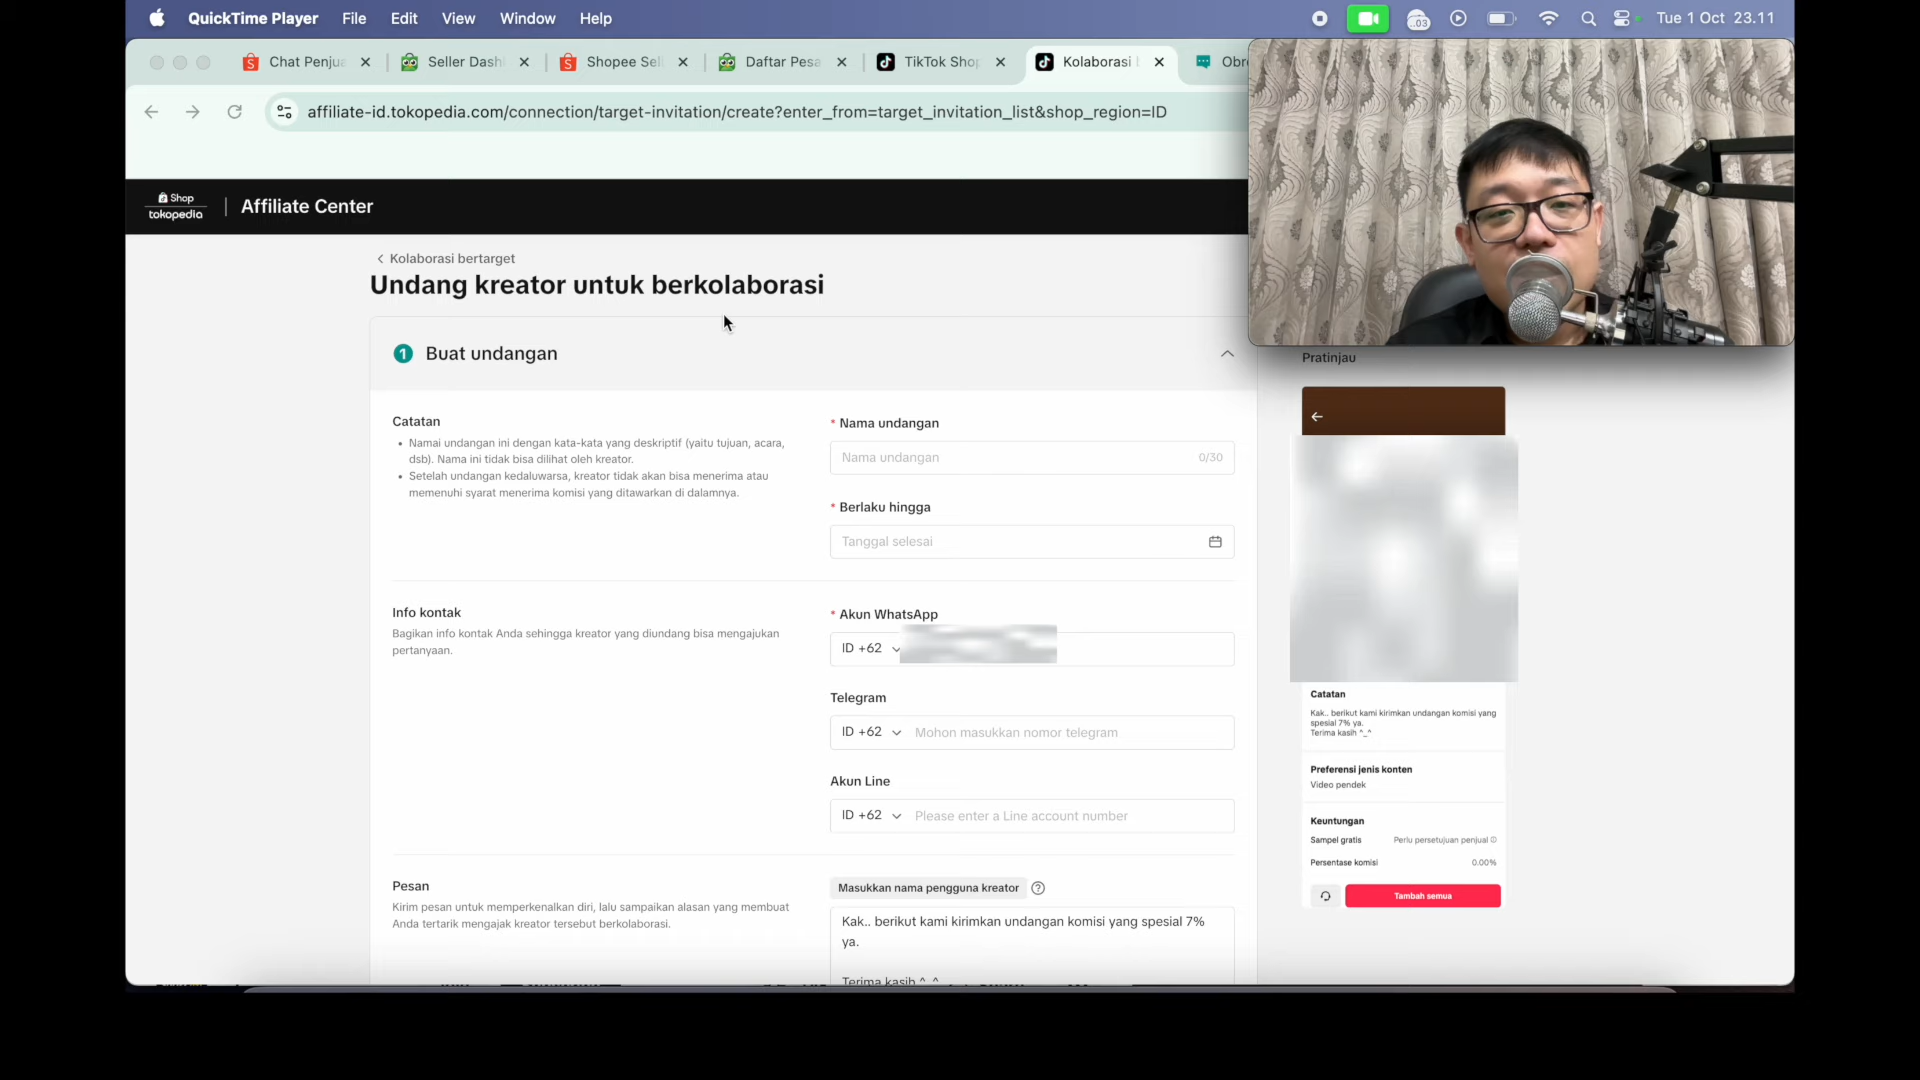 QuickTime Player File Edit View Window Help
.03
Tue 1 Oct 23.11
Chat Penjua
Seller Dash
Shopee Sel
Daftar Pesa
TikTok Shop
Kolaborasi
Obro
affiliate-id.tokopedia.com/connection/target-invitation/create?enter_from=target_invitation_list&shop_region=ID
Shop
tokopedia
Affiliate Center
Kolaborasi bertarget
Undang kreator untuk berkolaborasi
1 Buat undangan
Catatan
• Namai undangan ini dengan kata-kata yang deskriptif (yaitu tujuan, acara,
dsb). Nama ini tidak bisa dilihat oleh kreator.
• Setelah undangan kedaluwarsa, kreator tidak akan bisa menerima atau
memenuhi syarat menerima komisi yang ditawarkan di dalamnya.
* Nama undangan
Nama undangan 0/30
* Berlaku hingga
Tanggal selesai
Info kontak
Bagikan info kontak Anda sehingga kreator yang diundang bisa mengajukan
pertanyaan.
* Akun WhatsApp
ID +62
Telegram
ID +62 Mohon masukkan nomor telegram
Akun Line
ID +62 Please enter a Line account number
Pesan
Kirim pesan untuk memperkenalkan diri, lalu sampaikan alasan yang membuat
Anda tertarik mengajak kreator tersebut berkolaborasi.
Masukkan nama pengguna kreator ?
Kak.. berikut kami kirimkan undangan komisi yang spesial 7%
ya.
Terima kasih ^_^
Pratinjau
Catatan
Kak.. berikut kami kirimkan undangan komisi yang
spesial 7% ya.
Terima kasih ^_^
Preferensi jenis konten
Video pendek
Keuntungan
Sampel gratis Perlu persetujuan penjual
Persentase komisi 0.00%
Tambah semua